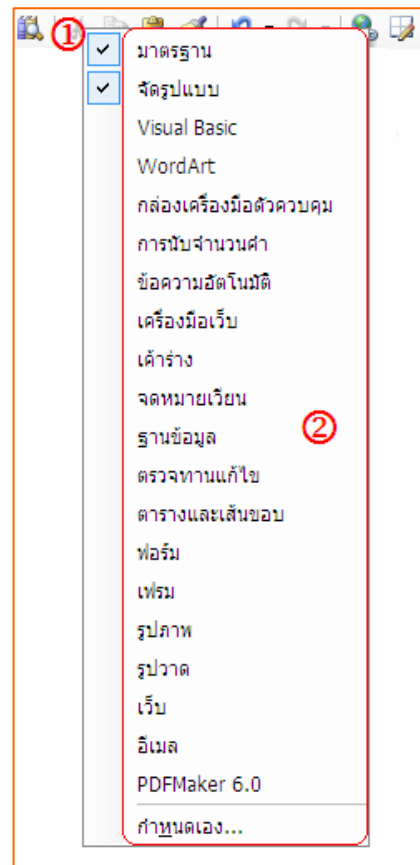 ①
มาตรฐาน
จัดรูปแบบ
Visual Basic
WordArt
กล่องเครื่องมือตัวควบคุม
การนับจำนวนคำ
ข้อความอัตโนมัติ
เครื่องมือเว็บ
เค้าร่าง
จดหมายเวียน
②
ฐานข้อมูล
ตรวจทานแก้ไข
ตารางและเส้นขอบ
ฟอร์ม
เฟรม
รูปภาพ
รูปวาด
เว็บ
อีเมล
PDFMaker 6.0
กำหนดเอง...